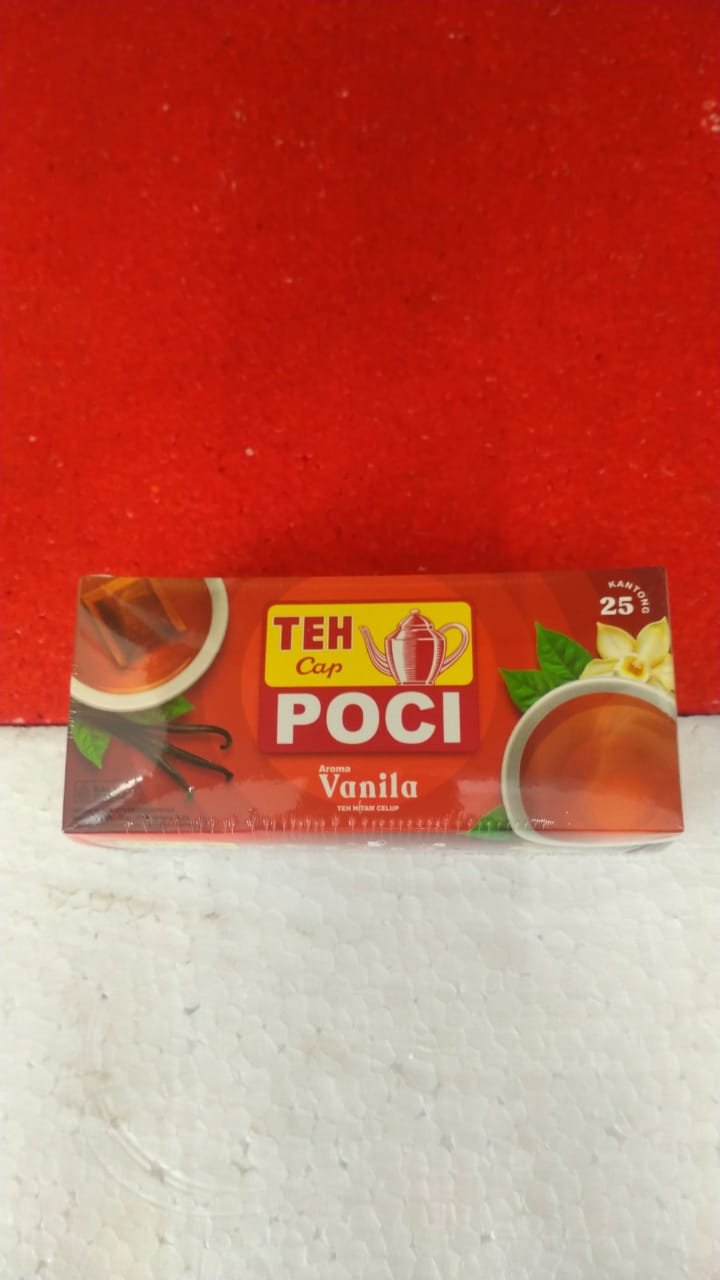 KANTONG
25
TEH
Cap
POCI
Aroma
Vanila
TEH HITAM CELUP